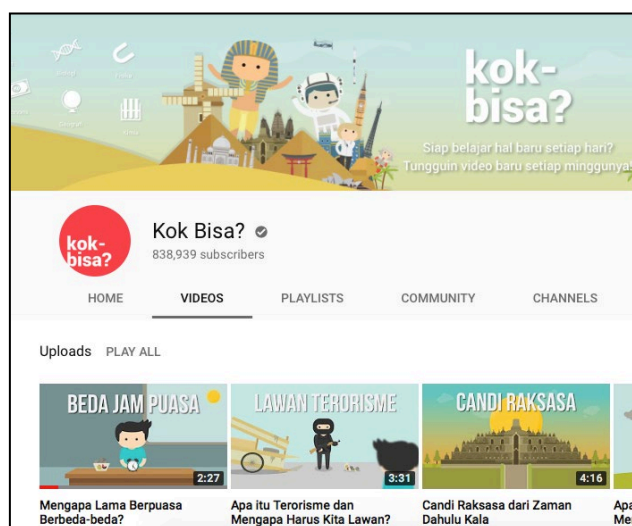 kok-
bisa?
Siap belajar hal baru setiap hari?
Tungguin video baru setiap minggunya!
kok-
bisa?
Kok Bisa?
838,939 subscribers
HOME VIDEOS PLAYLISTS COMMUNITY CHANNELS
Uploads PLAY ALL
BEDA JAM PUASA LAWAN TERORISME CANDI RAKSASA
2:27 3:31 4:16
Mengapa Lama Berpuasa Apa itu Terorisme dan Candi Raksasa dari Zaman Apa
Berbeda-beda? Mengapa Harus Kita Lawan? Dahulu Kala Me